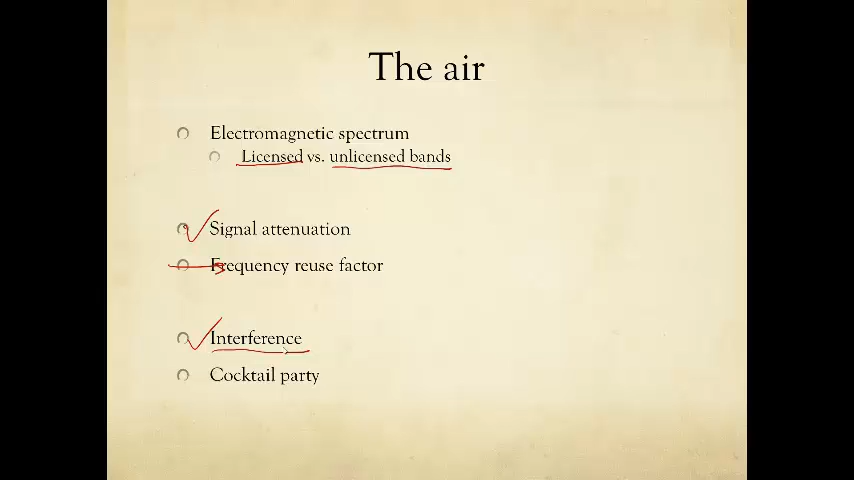 The air
Electromagnetic spectrum
Licensed vs. unlicensed bands
Signal attenuation
Frequency reuse factor
Interference
Cocktail party